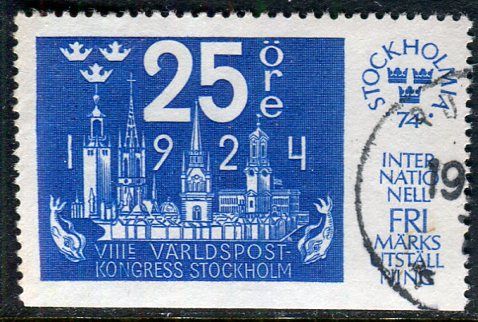 25 öre
1 9 2 4
VIIIE VÄRLDSPOST-
KONGRESS STOCKHOLM
STOCKHOLMIA
74
INTER
NATIO
NELL
FRI
MÄRKS
UTSTÄLL
NING
19